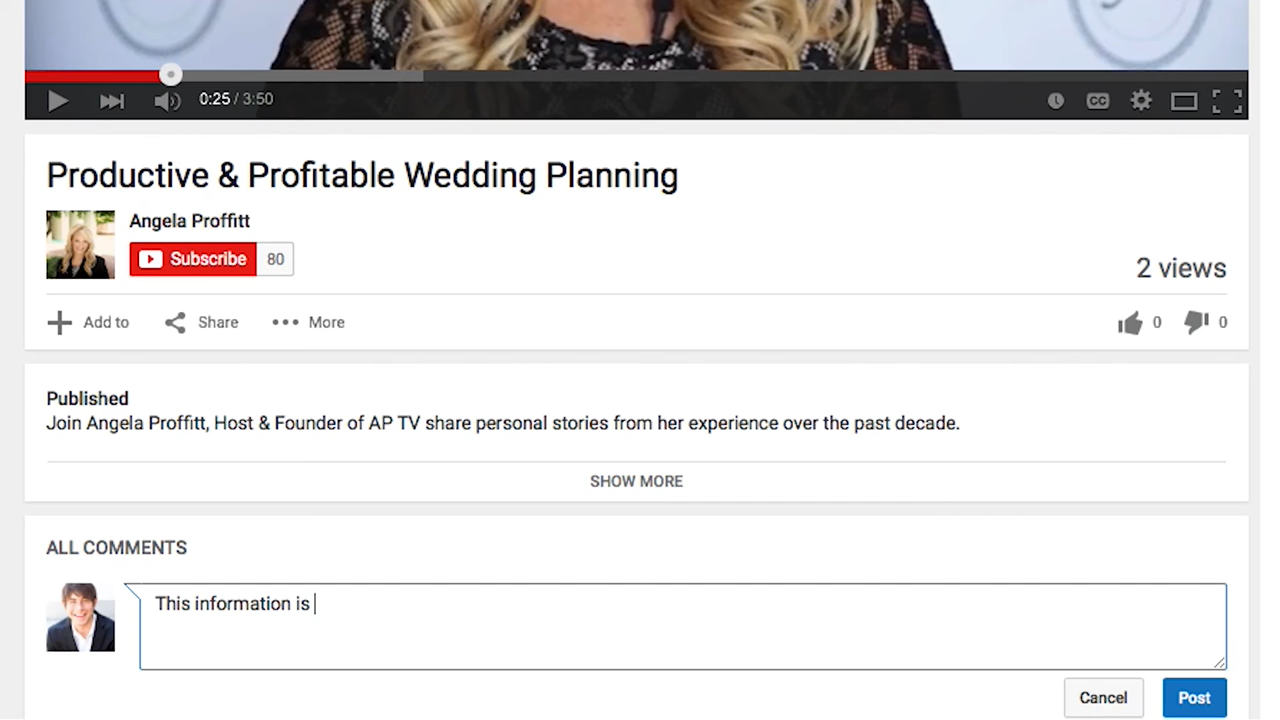 0:25 / 3:50
CC
Productive & Profitable Wedding Planning
Angela Proffitt
Subscribe 80
2 views
Add to Share More 0 0
Published
Join Angela Proffitt, Host & Founder of AP TV share personal stories from her experience over the past decade.
SHOW MORE
ALL COMMENTS
This information is
Cancel Post